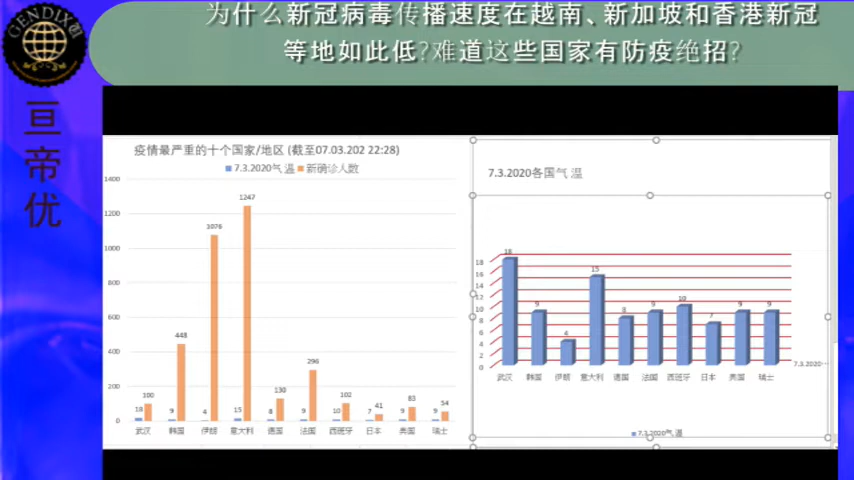 为什么新冠病毒传播速度在越南、新加坡和香港新冠
等地如此低?难道这些国家有防疫绝招?
GENDIX
亘帝优
疫情最严重的十个国家/地区 (截至07.03.202 22:28)
7.3.2020气 温 新确诊人数
1400
1200
1000
800
600
400
200
0
18 100 9 448 4 1076 15 1247 8 130 9 296 10 102 7 41 9 83 9 54
武汉 韩国 伊朗 意大利 德国 法国 西班牙 日本 美国 瑞士
7.3.2020各国气 温
18
16
14
12
10
8
6
4
2
0
18 9 4 15 8 9 10 7 9 9
武汉 韩国 伊朗 意大利 德国 法国 西班牙 日本 美国 瑞士
7.3.2020
7.3.2020气 温